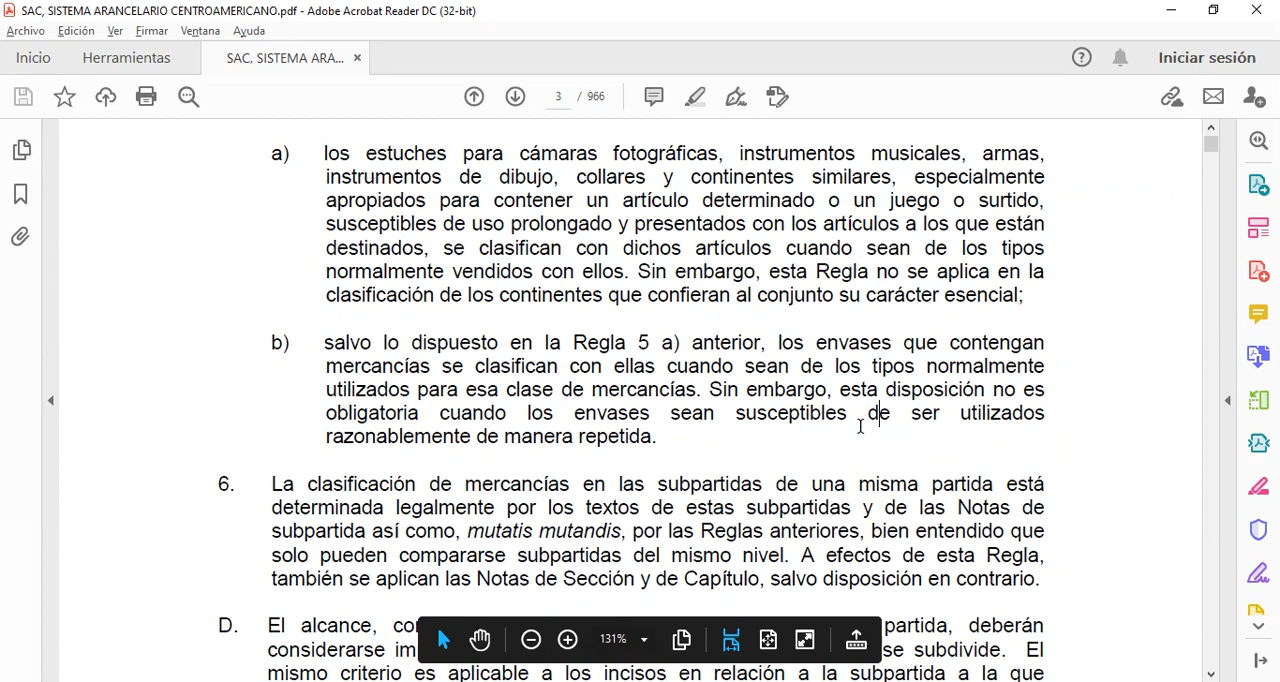 SAC, SISTEMA ARANCELARIO CENTROAMERICANO.pdf - Adobe Acrobat Reader DC (32-bit)
Archivo Edición Ver Firmar Ventana Ayuda
Inicio Herramientas SAC, SISTEMA ARA... × Iniciar sesión
3 / 966
a) los estuches para cámaras fotográficas, instrumentos musicales, armas,
instrumentos de dibujo, collares y continentes similares, especialmente
apropiados para contener un artículo determinado o un juego o surtido,
susceptibles de uso prolongado y presentados con los artículos a los que están
destinados, se clasifican con dichos artículos cuando sean de los tipos
normalmente vendidos con ellos. Sin embargo, esta Regla no se aplica en la
clasificación de los continentes que confieran al conjunto su carácter esencial;
b) salvo lo dispuesto en la Regla 5 a) anterior, los envases que contengan
mercancías se clasifican con ellas cuando sean de los tipos normalmente
utilizados para esa clase de mercancías. Sin embargo, esta disposición no es
obligatoria cuando los envases sean susceptibles de ser utilizados
razonablemente de manera repetida.
6. La clasificación de mercancías en las subpartidas de una misma partida está
determinada legalmente por los textos de estas subpartidas y de las Notas de
subpartida así como, mutatis mutandis, por las Reglas anteriores, bien entendido que
solo pueden compararse subpartidas del mismo nivel. A efectos de esta Regla,
también se aplican las Notas de Sección y de Capítulo, salvo disposición en contrario.
D. El alcance, partida, deberán
considerarse se subdivide. El
131%
mismo criterio es aplicable a los incisos en relación a la subpartida a la que